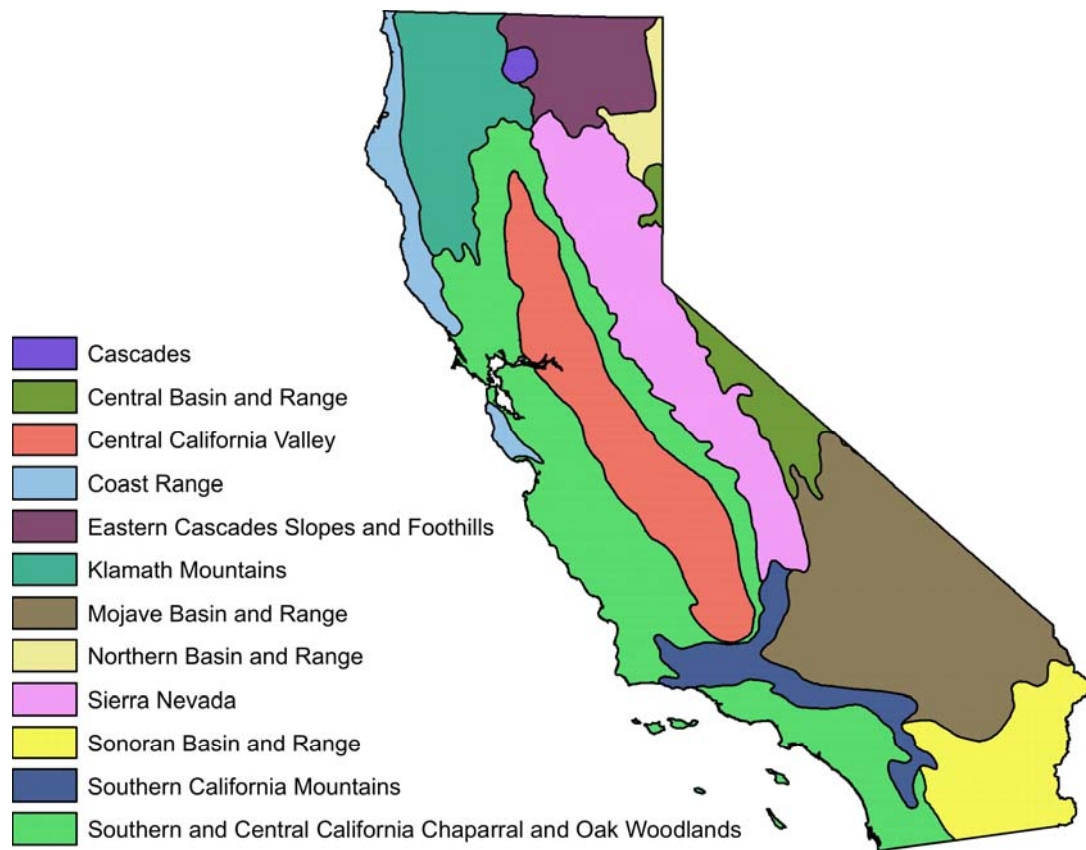 Cascades
Central Basin and Range
Central California Valley
Coast Range
Eastern Cascades Slopes and Foothills
Klamath Mountains
Mojave Basin and Range
Northern Basin and Range
Sierra Nevada
Sonoran Basin and Range
Southern California Mountains
Southern and Central California Chaparral and Oak Woodlands